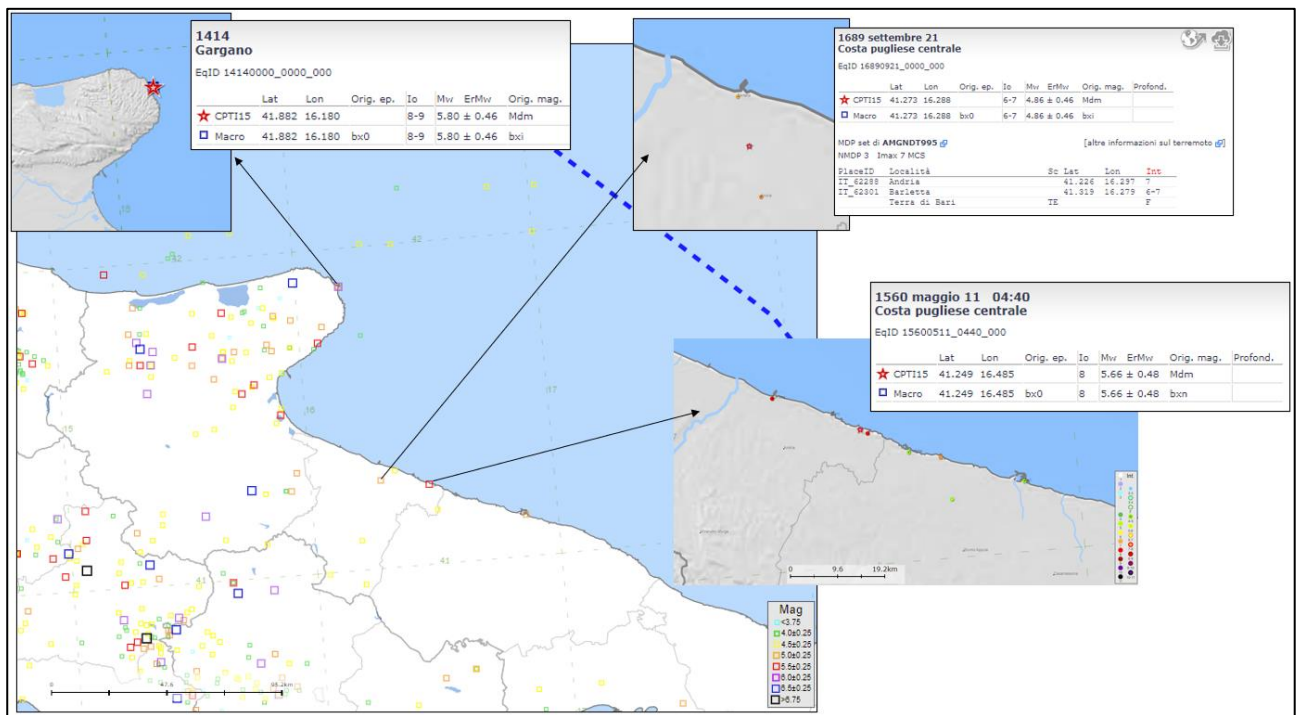 1414
Gargano
EqID 14140000_0000_000
Lat Lon Orig. ep. Io Mw ErMw Orig. mag.
CPTI15 41.882 16.180 8-9 5.80 ± 0.46 Mdm
Macro 41.882 16.180 bx0 8-9 5.80 ± 0.46 bxi
1689 settembre 21
Costa pugliese centrale
EqID 16890921_0000_000
Lat Lon Orig. ep. Io Mw ErMw Orig. mag. Profond.
CPTI15 41.273 16.288 6-7 4.86 ± 0.46 Mdm
Macro 41.273 16.288 bx0 6-7 4.86 ± 0.46 bxi
MDP set di AMGNDT995 [altre informazioni sul terremoto]
NMDP 3 Imax 7 MCS
PlaceID Località Sc Lat Lon Int
IT_62288 Andria 41.226 16.297 7
IT_62301 Barletta 41.319 16.279 6-7
Terra di Bari TE F
1560 maggio 11 04:40
Costa pugliese centrale
EqID 15600511_0440_000
Lat Lon Orig. ep. Io Mw ErMw Orig. mag. Profond.
CPTI15 41.249 16.485 8 5.66 ± 0.48 Mdm
Macro 41.249 16.485 bx0 8 5.66 ± 0.48 bxn
42
42
17
16
15
41
41
0 9.6 19.2km
Int.
Mag
<3.75
4.0±0.25
4.5±0.25
5.0±0.25
5.5±0.25
6.0±0.25
6.5±0.25
>6.75
0 47.6